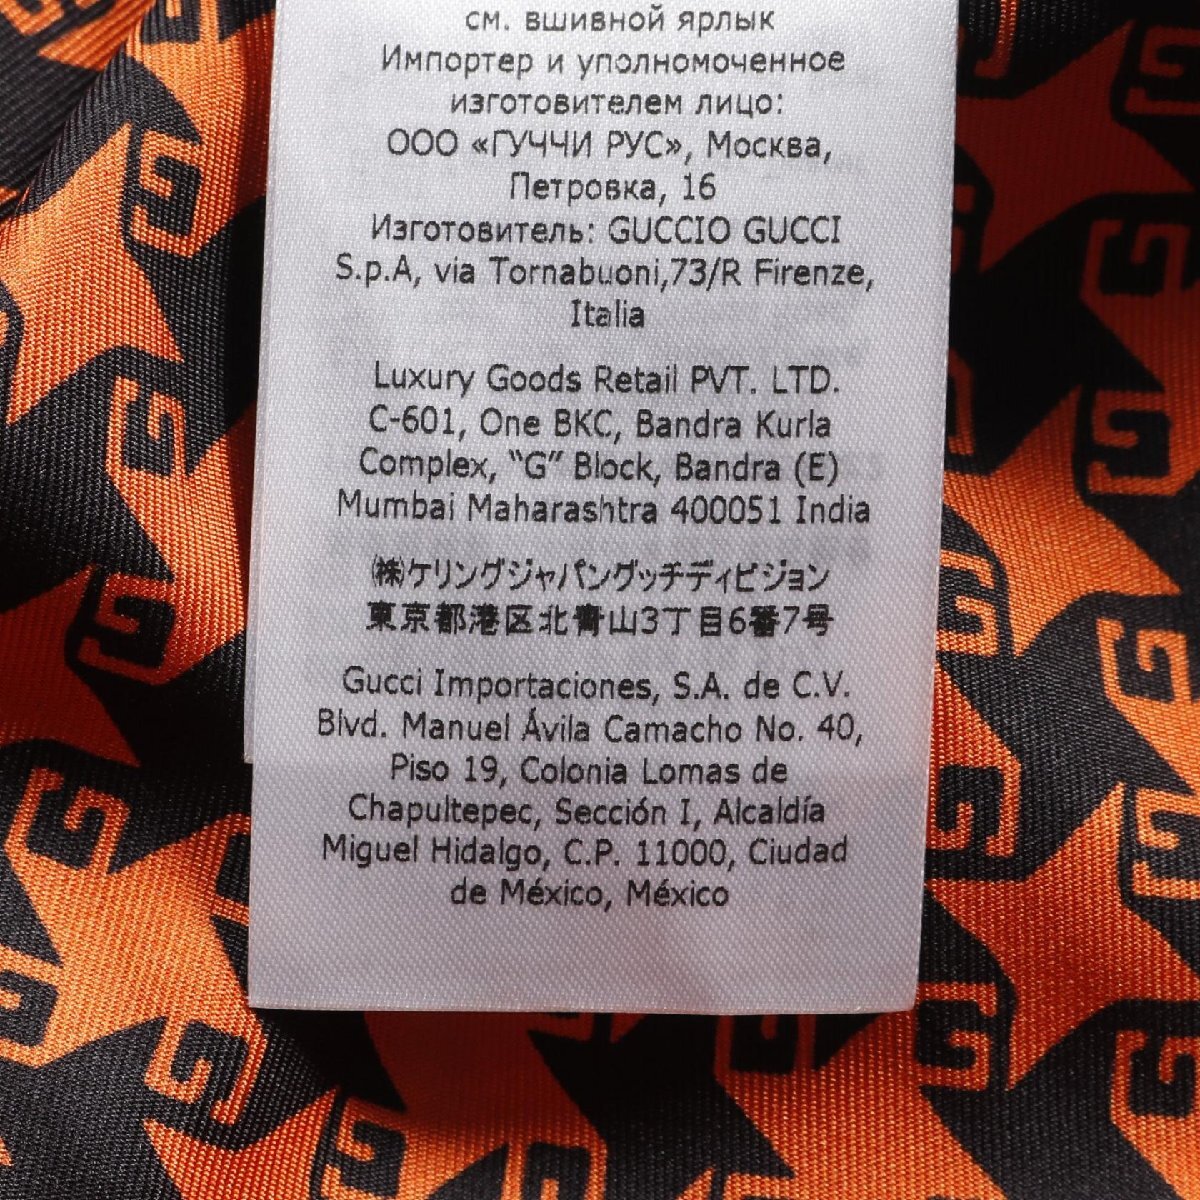 см. вшивной ярлык
Импортер и уполномоченное
изготовителем лицо:
ООО «ГУЧЧИ РУС», Москва,
Петровка, 16
Изготовитель: GUCCIO GUCCI
S.p.A, via Tornabuoni,73/R Firenze,
Italia
Luxury Goods Retail PVT. LTD.
C-601, One BKC, Bandra Kurla
Complex, “G” Block, Bandra (E)
Mumbai Maharashtra 400051 India
㈱ケリングジャパングッチディビジョン
東京都港区北青山3丁目6番7号
Gucci Importaciones, S.A. de C.V.
Blvd. Manuel Ávila Camacho No. 40,
Piso 19, Colonia Lomas de
Chapultepec, Sección I, Alcaldía
Miguel Hidalgo, C.P. 11000, Ciudad
de México, México